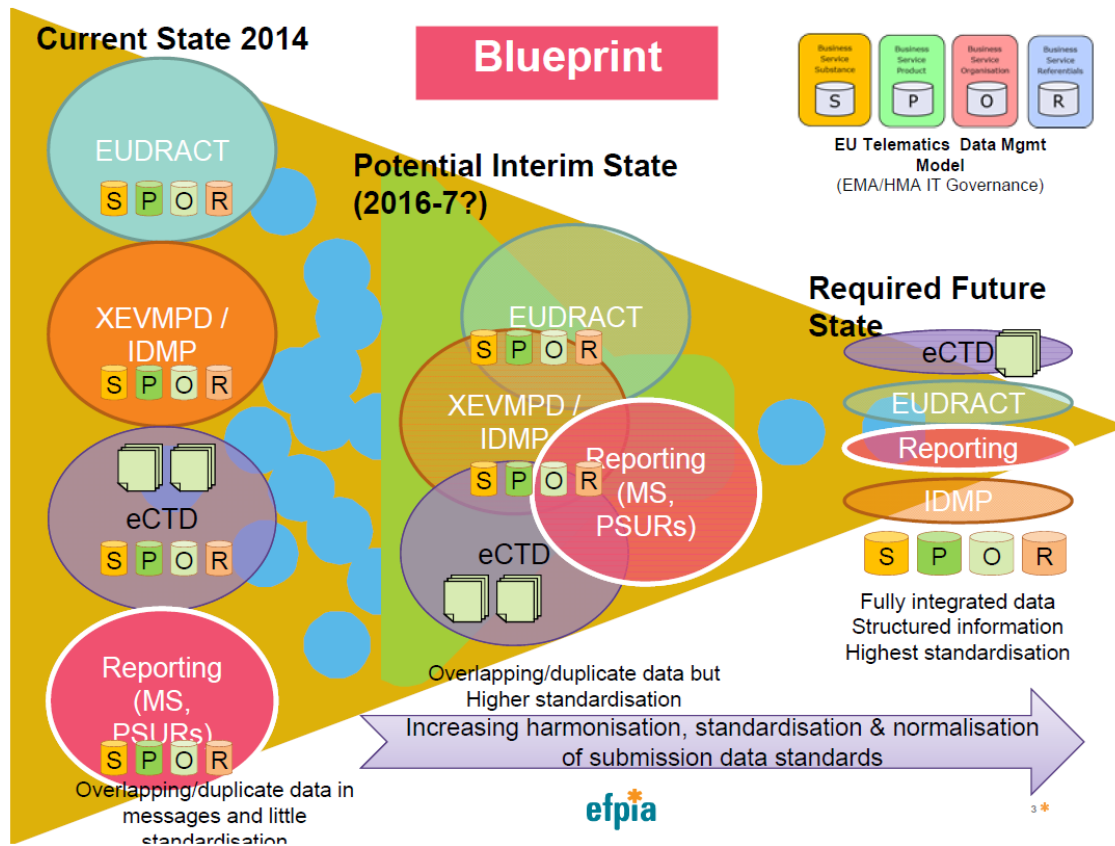 Current State 2014
Blueprint
Business
Service
Substance
S
Business
Service
Product
P
Business
Service
Organisation
O
Business
Service
Referentials
R
EU Telematics Data Mgmt
Model
(EMA/HMA IT Governance)
EUDRACT
S P O R
XEVMPD /
IDMP
S P O R
eCTD
S P O R
Reporting
(MS,
PSURs)
S P O R
Overlapping/duplicate data in
messages and little
standardisation
Potential Interim State
(2016-7?)
EUDRACT
S P O R
XEVMPD /
IDMP
S P O R
Reporting
(MS,
PSURs)
eCTD
Overlapping/duplicate data but
Higher standardisation
Required Future
State
eCTD
EUDRACT
Reporting
IDMP
S P O R
Fully integrated data
Structured information
Highest standardisation
Increasing harmonisation, standardisation & normalisation
of submission data standards
efpia
3